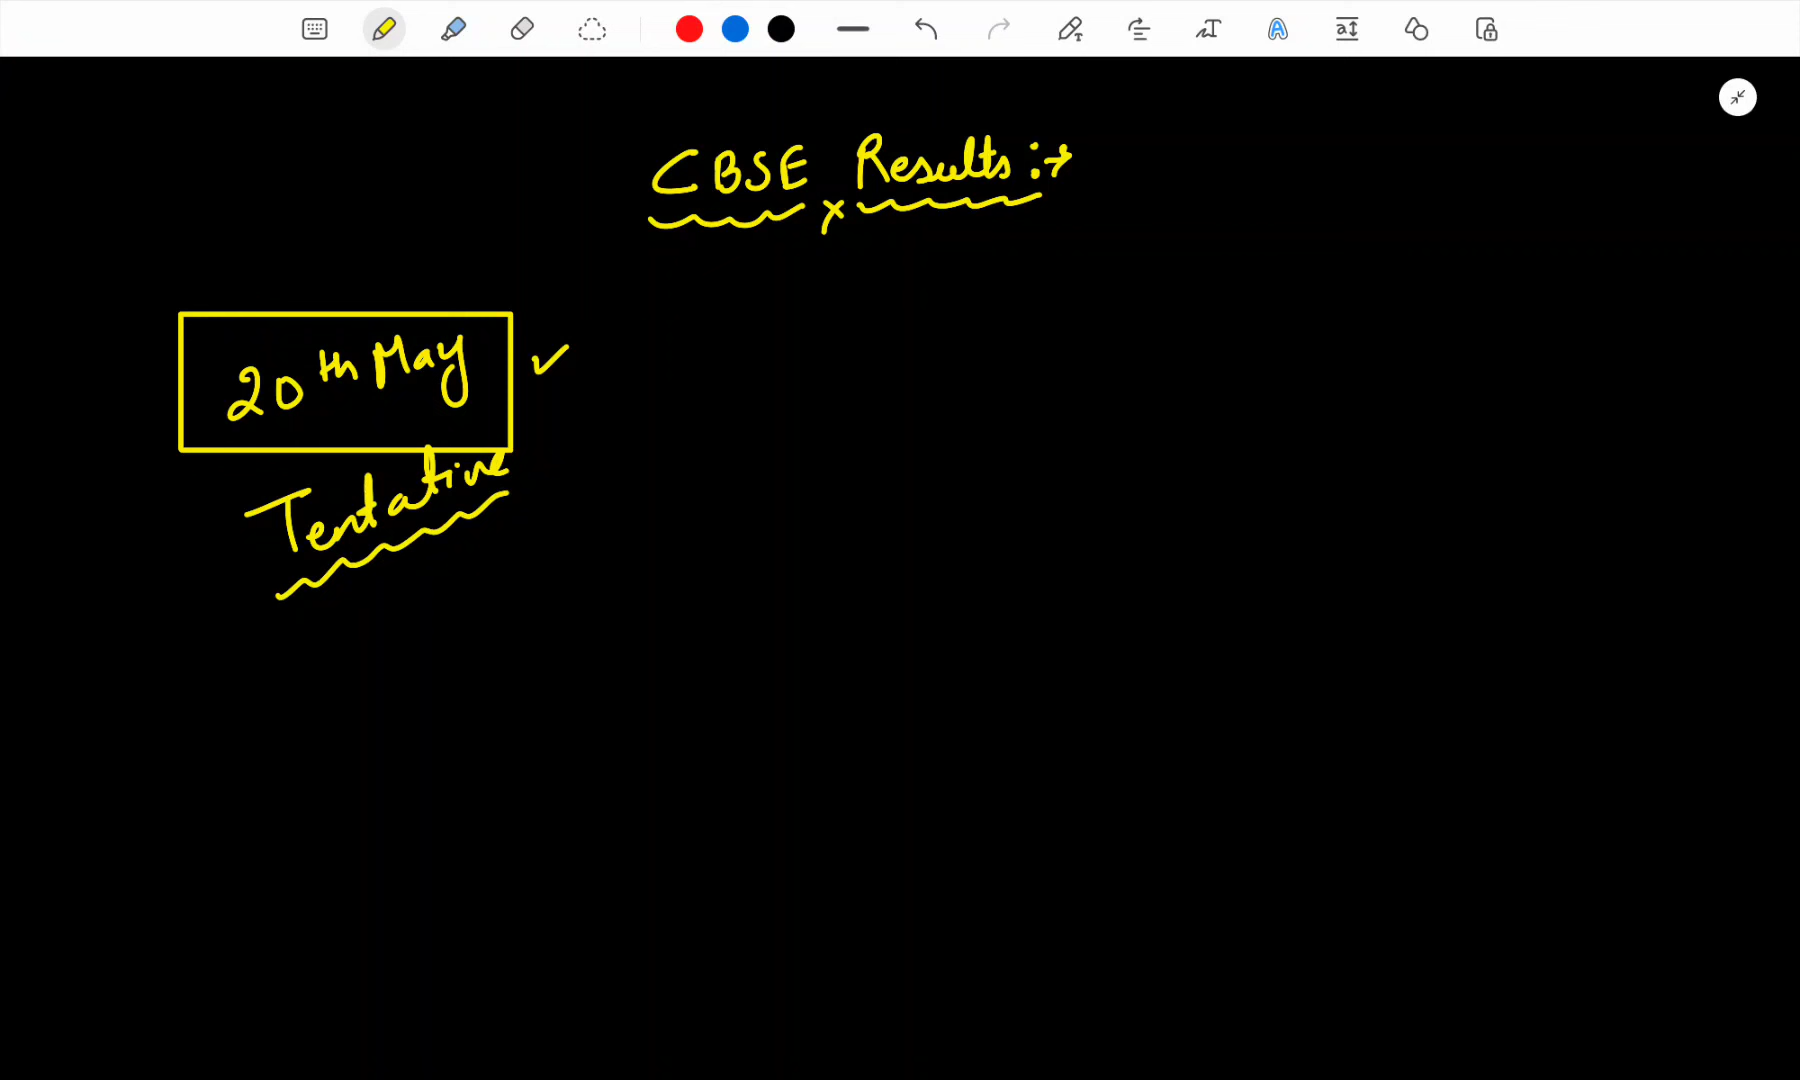 CBSE Results :→
20th May ✓
Tentative